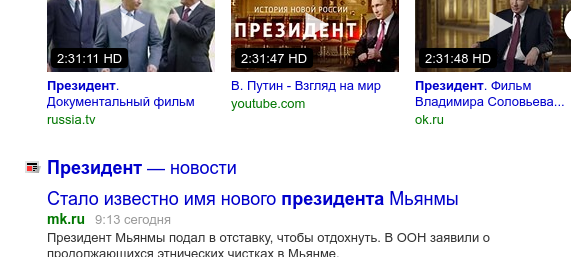 ИСТОРИЯ НОВОЙ РОССИИ
ПРЕЗИДЕНТ
2:31:11 HD
2:31:47 HD
2:31:48 HD
Президент.
Документальный фильм
russia.tv
В. Путин - Взгляд на мир
youtube.com
Президент. Фильм
Владимира Соловьева...
ok.ru
Президент — новости
Стало известно имя нового президента Мьянмы
mk.ru 9:13 сегодня
Президент Мьянмы подал в отставку, чтобы отдохнуть. В ООН заявили о
продолжающихся этнических чистках в Мьянме.